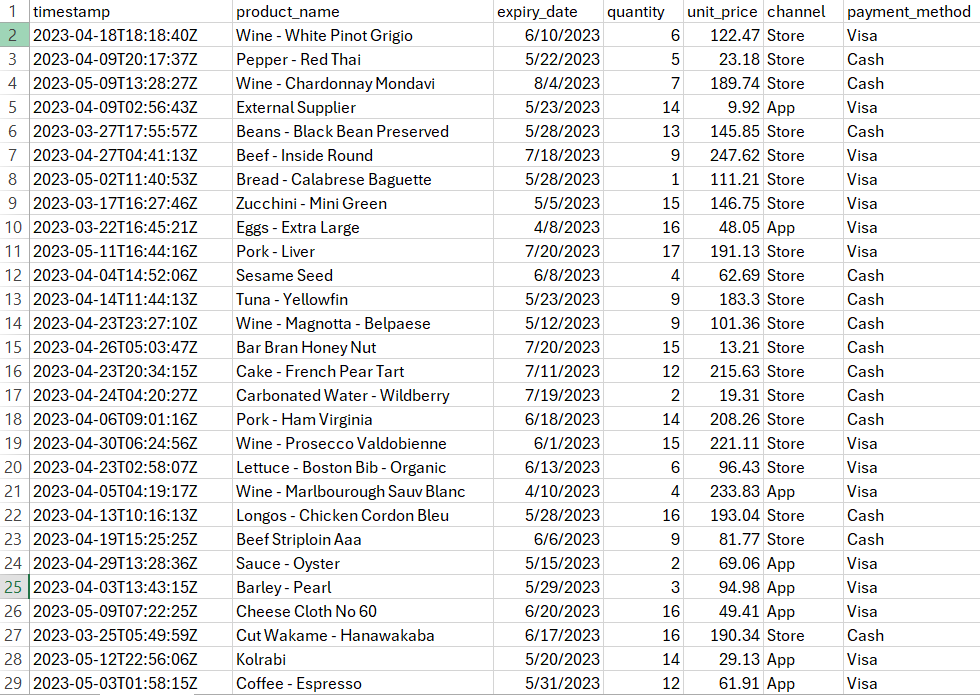 1 timestamp product_name expiry_date quantity unit_price channel payment_method
2 2023-04-18T18:18:40Z Wine - White Pinot Grigio 6/10/2023 6 122.47 Store Visa
3 2023-04-09T20:17:37Z Pepper - Red Thai 5/22/2023 5 23.18 Store Cash
4 2023-05-09T13:28:27Z Wine - Chardonnay Mondavi 8/4/2023 7 189.74 Store Cash
5 2023-04-09T02:56:43Z External Supplier 5/23/2023 14 9.92 App Visa
6 2023-03-27T17:55:57Z Beans - Black Bean Preserved 5/28/2023 13 145.85 Store Cash
7 2023-04-27T04:41:13Z Beef - Inside Round 7/18/2023 9 247.62 Store Visa
8 2023-05-02T11:40:53Z Bread - Calabrese Baguette 5/28/2023 1 111.21 Store Visa
9 2023-03-17T16:27:46Z Zucchini - Mini Green 5/5/2023 15 146.75 Store Visa
10 2023-03-22T16:45:21Z Eggs - Extra Large 4/8/2023 16 48.05 App Visa
11 2023-05-11T16:44:16Z Pork - Liver 7/20/2023 17 191.13 Store Visa
12 2023-04-04T14:52:06Z Sesame Seed 6/8/2023 4 62.69 Store Cash
13 2023-04-14T11:44:13Z Tuna - Yellowfin 5/23/2023 9 183.3 Store Cash
14 2023-04-23T23:27:10Z Wine - Magnotta - Belpaese 5/12/2023 9 101.36 Store Cash
15 2023-04-26T05:03:47Z Bar Bran Honey Nut 7/20/2023 15 13.21 Store Cash
16 2023-04-23T20:34:15Z Cake - French Pear Tart 7/11/2023 12 215.63 Store Cash
17 2023-04-24T04:20:27Z Carbonated Water - Wildberry 7/19/2023 2 19.31 Store Cash
18 2023-04-06T09:01:16Z Pork - Ham Virginia 6/18/2023 14 208.26 Store Cash
19 2023-04-30T06:24:56Z Wine - Prosecco Valdobienne 6/1/2023 15 221.11 Store Visa
20 2023-04-23T02:58:07Z Lettuce - Boston Bib - Organic 6/13/2023 6 96.43 Store Visa
21 2023-04-05T04:19:17Z Wine - Marlbourough Sauv Blanc 4/10/2023 4 233.83 App Visa
22 2023-04-13T10:16:13Z Longos - Chicken Cordon Bleu 5/28/2023 16 193.04 Store Cash
23 2023-04-19T15:25:25Z Beef Striploin Aaa 6/6/2023 9 81.77 Store Cash
24 2023-04-29T13:28:36Z Sauce - Oyster 5/15/2023 2 69.06 App Visa
25 2023-04-03T13:43:15Z Barley - Pearl 5/29/2023 3 94.98 App Visa
26 2023-05-09T07:22:25Z Cheese Cloth No 60 6/20/2023 16 49.41 App Visa
27 2023-03-25T05:49:59Z Cut Wakame - Hanawakaba 6/17/2023 16 190.34 Store Cash
28 2023-05-12T22:56:06Z Kolrabi 5/20/2023 14 29.13 App Visa
29 2023-05-03T01:58:15Z Coffee - Espresso 5/31/2023 12 61.91 App Visa